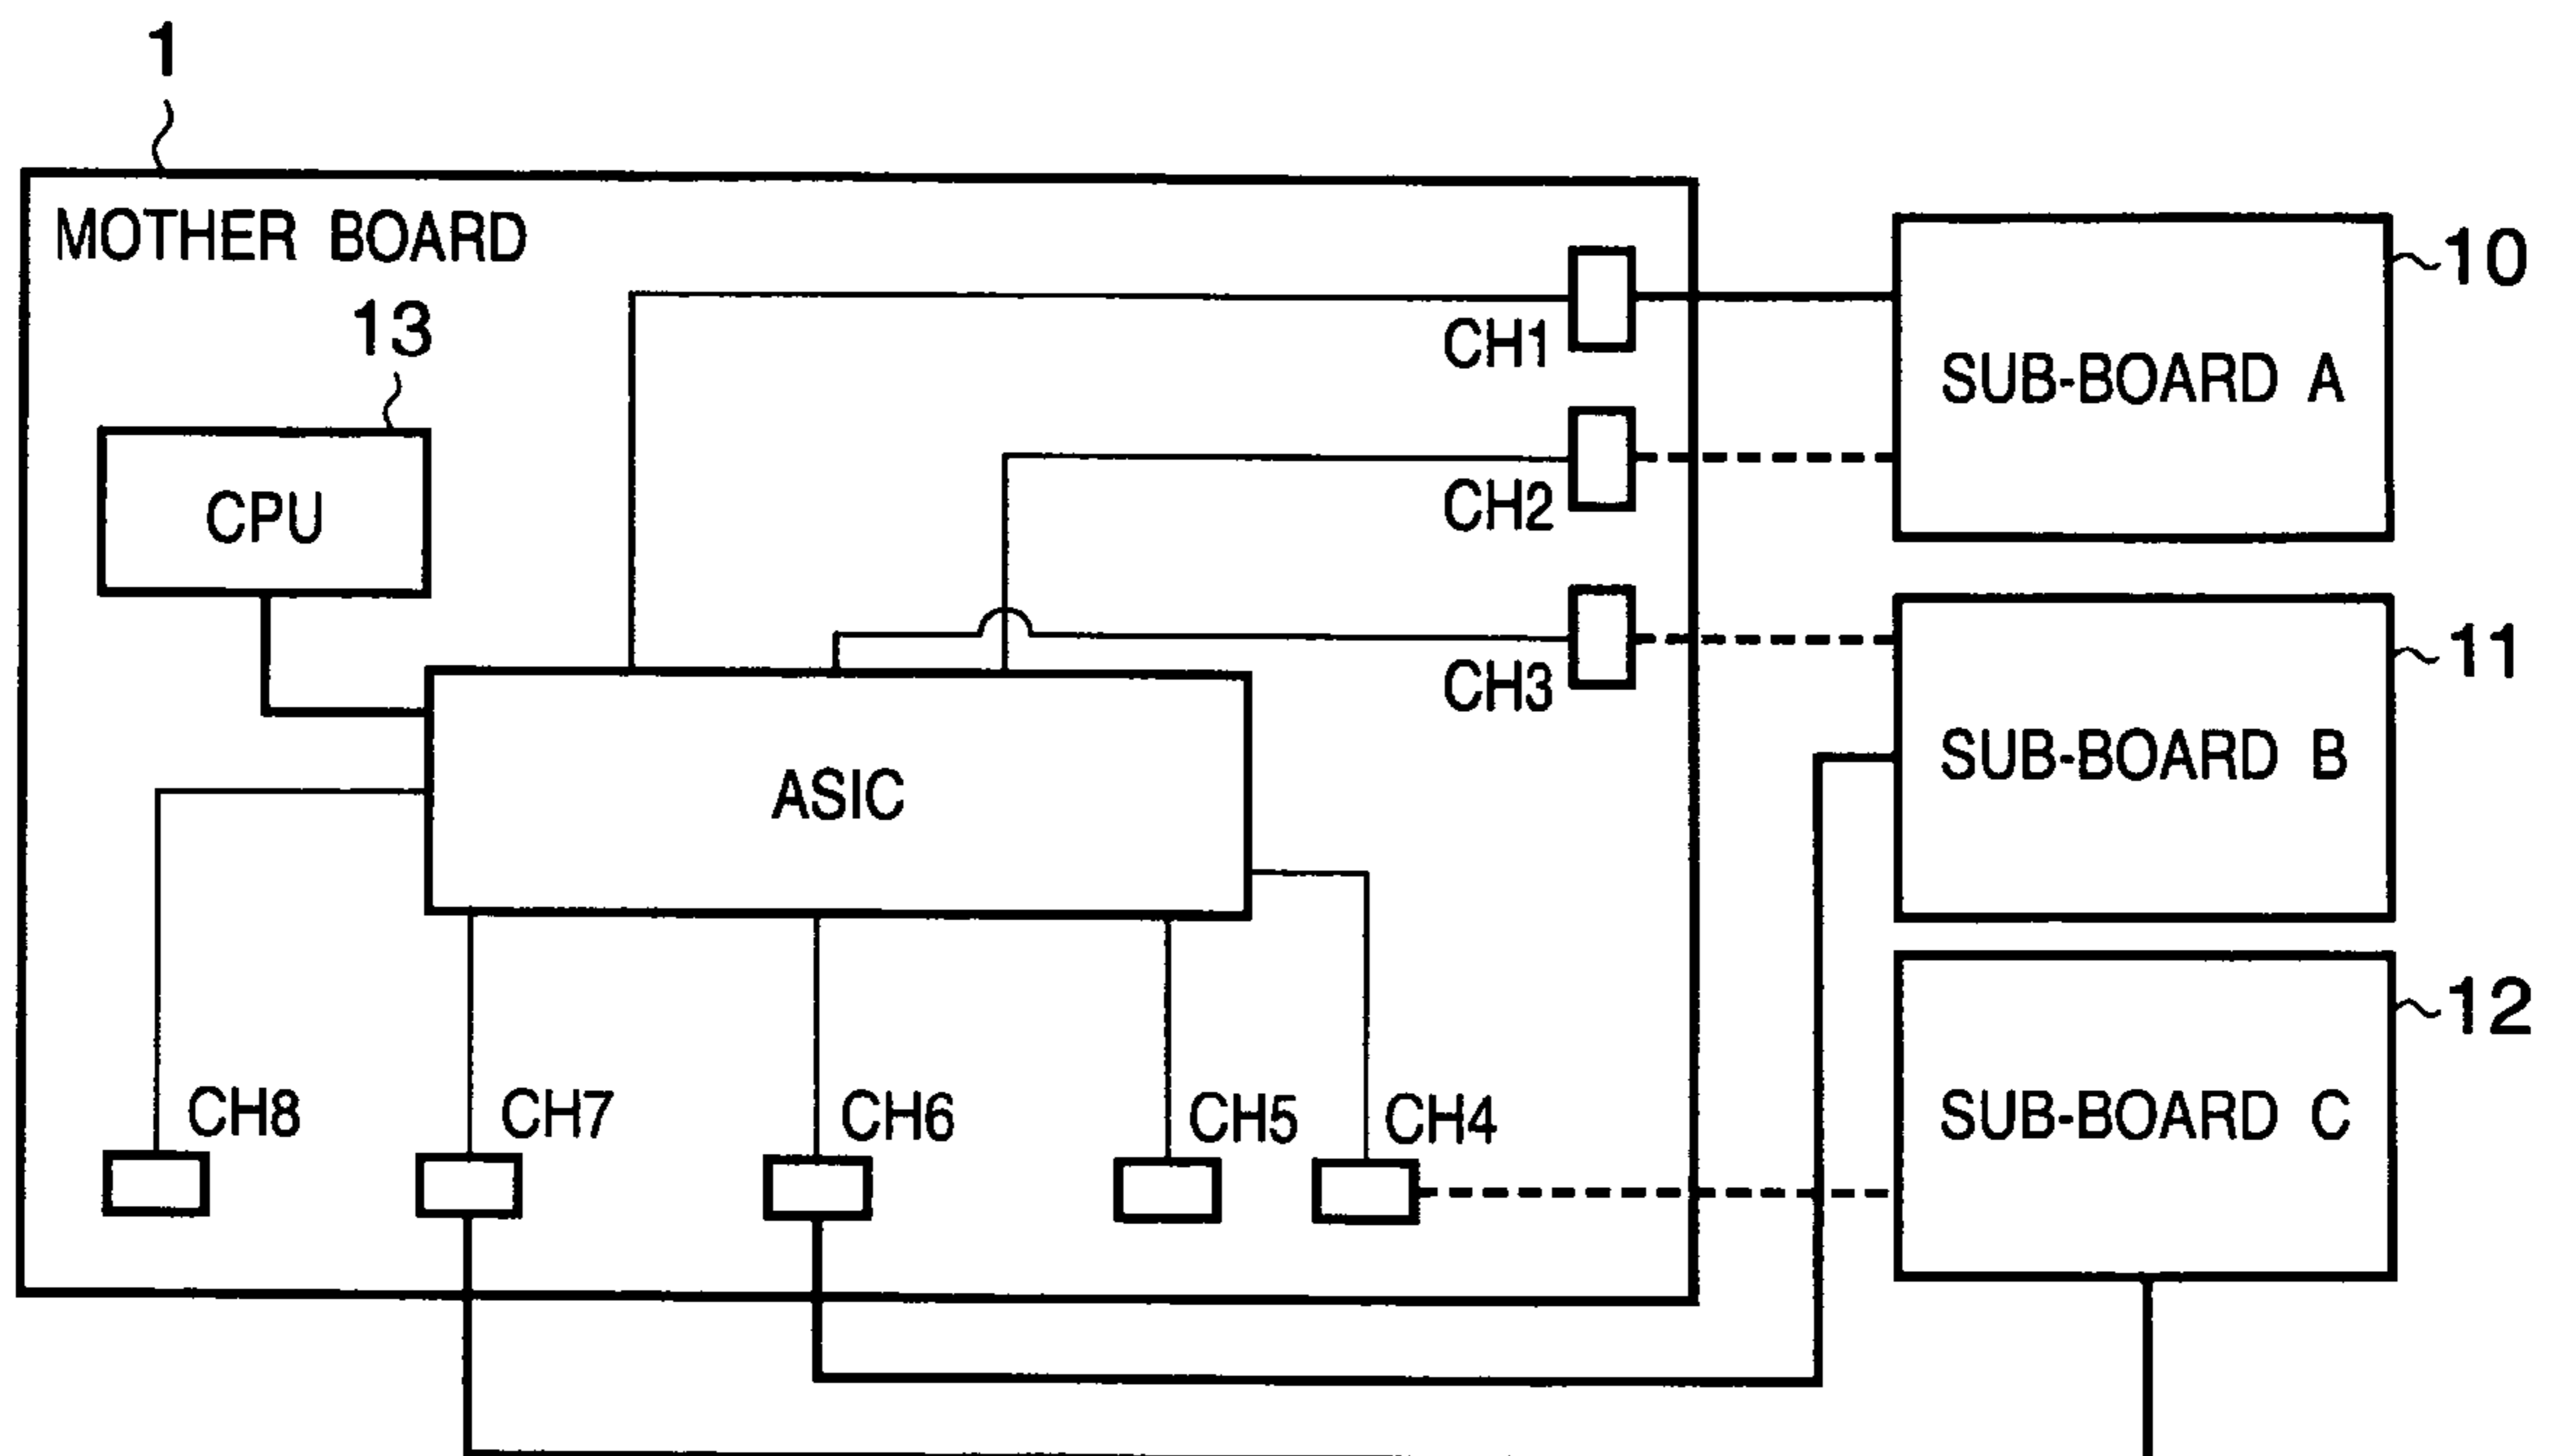 1
MOTHER BOARD
13
CPU
CH1
CH2
CH3
ASIC
CH8
CH7
CH6
CH5
CH4
SUB-BOARD A
10
SUB-BOARD B
11
SUB-BOARD C
12